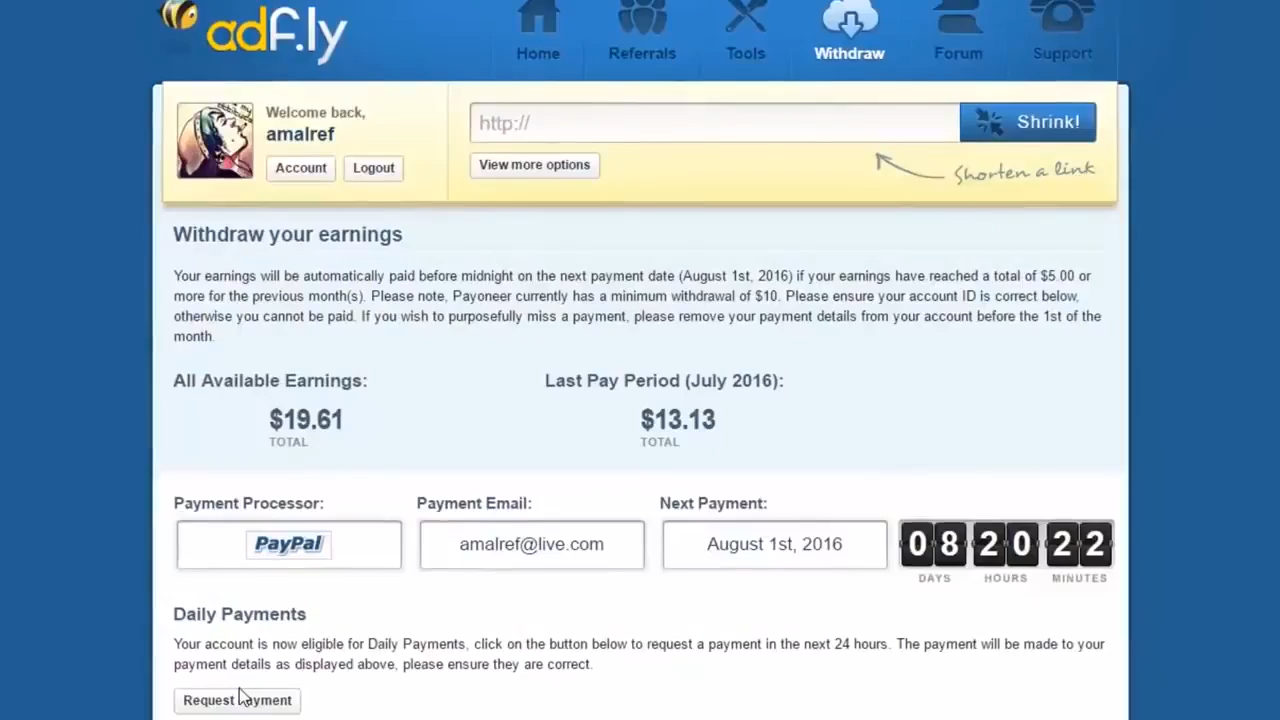 adf.ly
Home
Referrals
Tools
Withdraw
Forum
Support
Welcome back,
amalref
Account
Logout
http://
Shrink!
View more options
Shorten a link
Withdraw your earnings
Your earnings will be automatically paid before midnight on the next payment date (August 1st, 2016) if your earnings have reached a total of $5.00 or
more for the previous month(s). Please note, Payoneer currently has a minimum withdrawal of $10. Please ensure your account ID is correct below,
otherwise you cannot be paid. If you wish to purposefully miss a payment, please remove your payment details from your account before the 1st of the
month.
All Available Earnings:
Last Pay Period (July 2016):
$19.61
$13.13
TOTAL
TOTAL
Payment Processor:
Payment Email:
Next Payment:
PayPal
amalref@live.com
August 1st, 2016
08 20 22
DAYS HOURS MINUTES
Daily Payments
Your account is now eligible for Daily Payments, click on the button below to request a payment in the next 24 hours. The payment will be made to your
payment details as displayed above, please ensure they are correct.
Request Payment